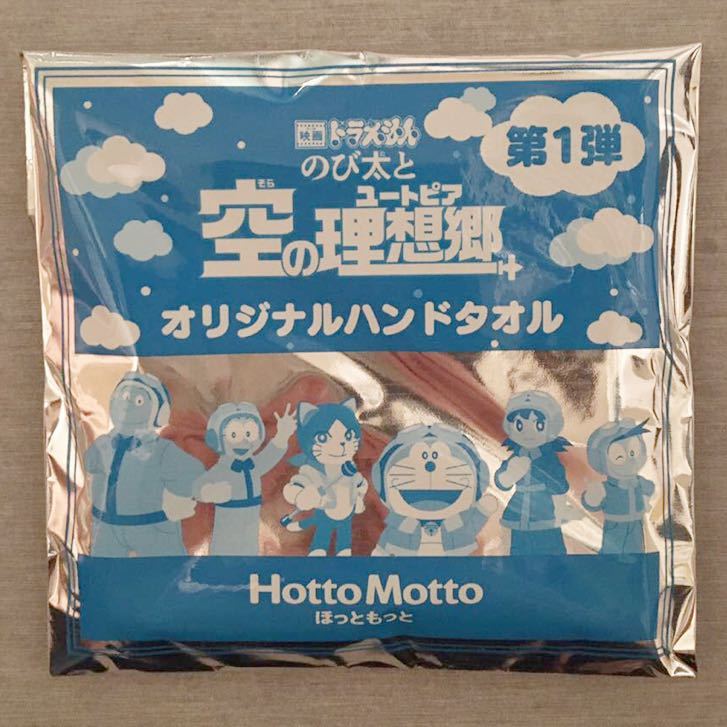 映画 ドラえもん
第1弾
のび太と
そら ユートピア
空の理想郷
オリジナルハンドタオル
HottoMotto
ほっともっと